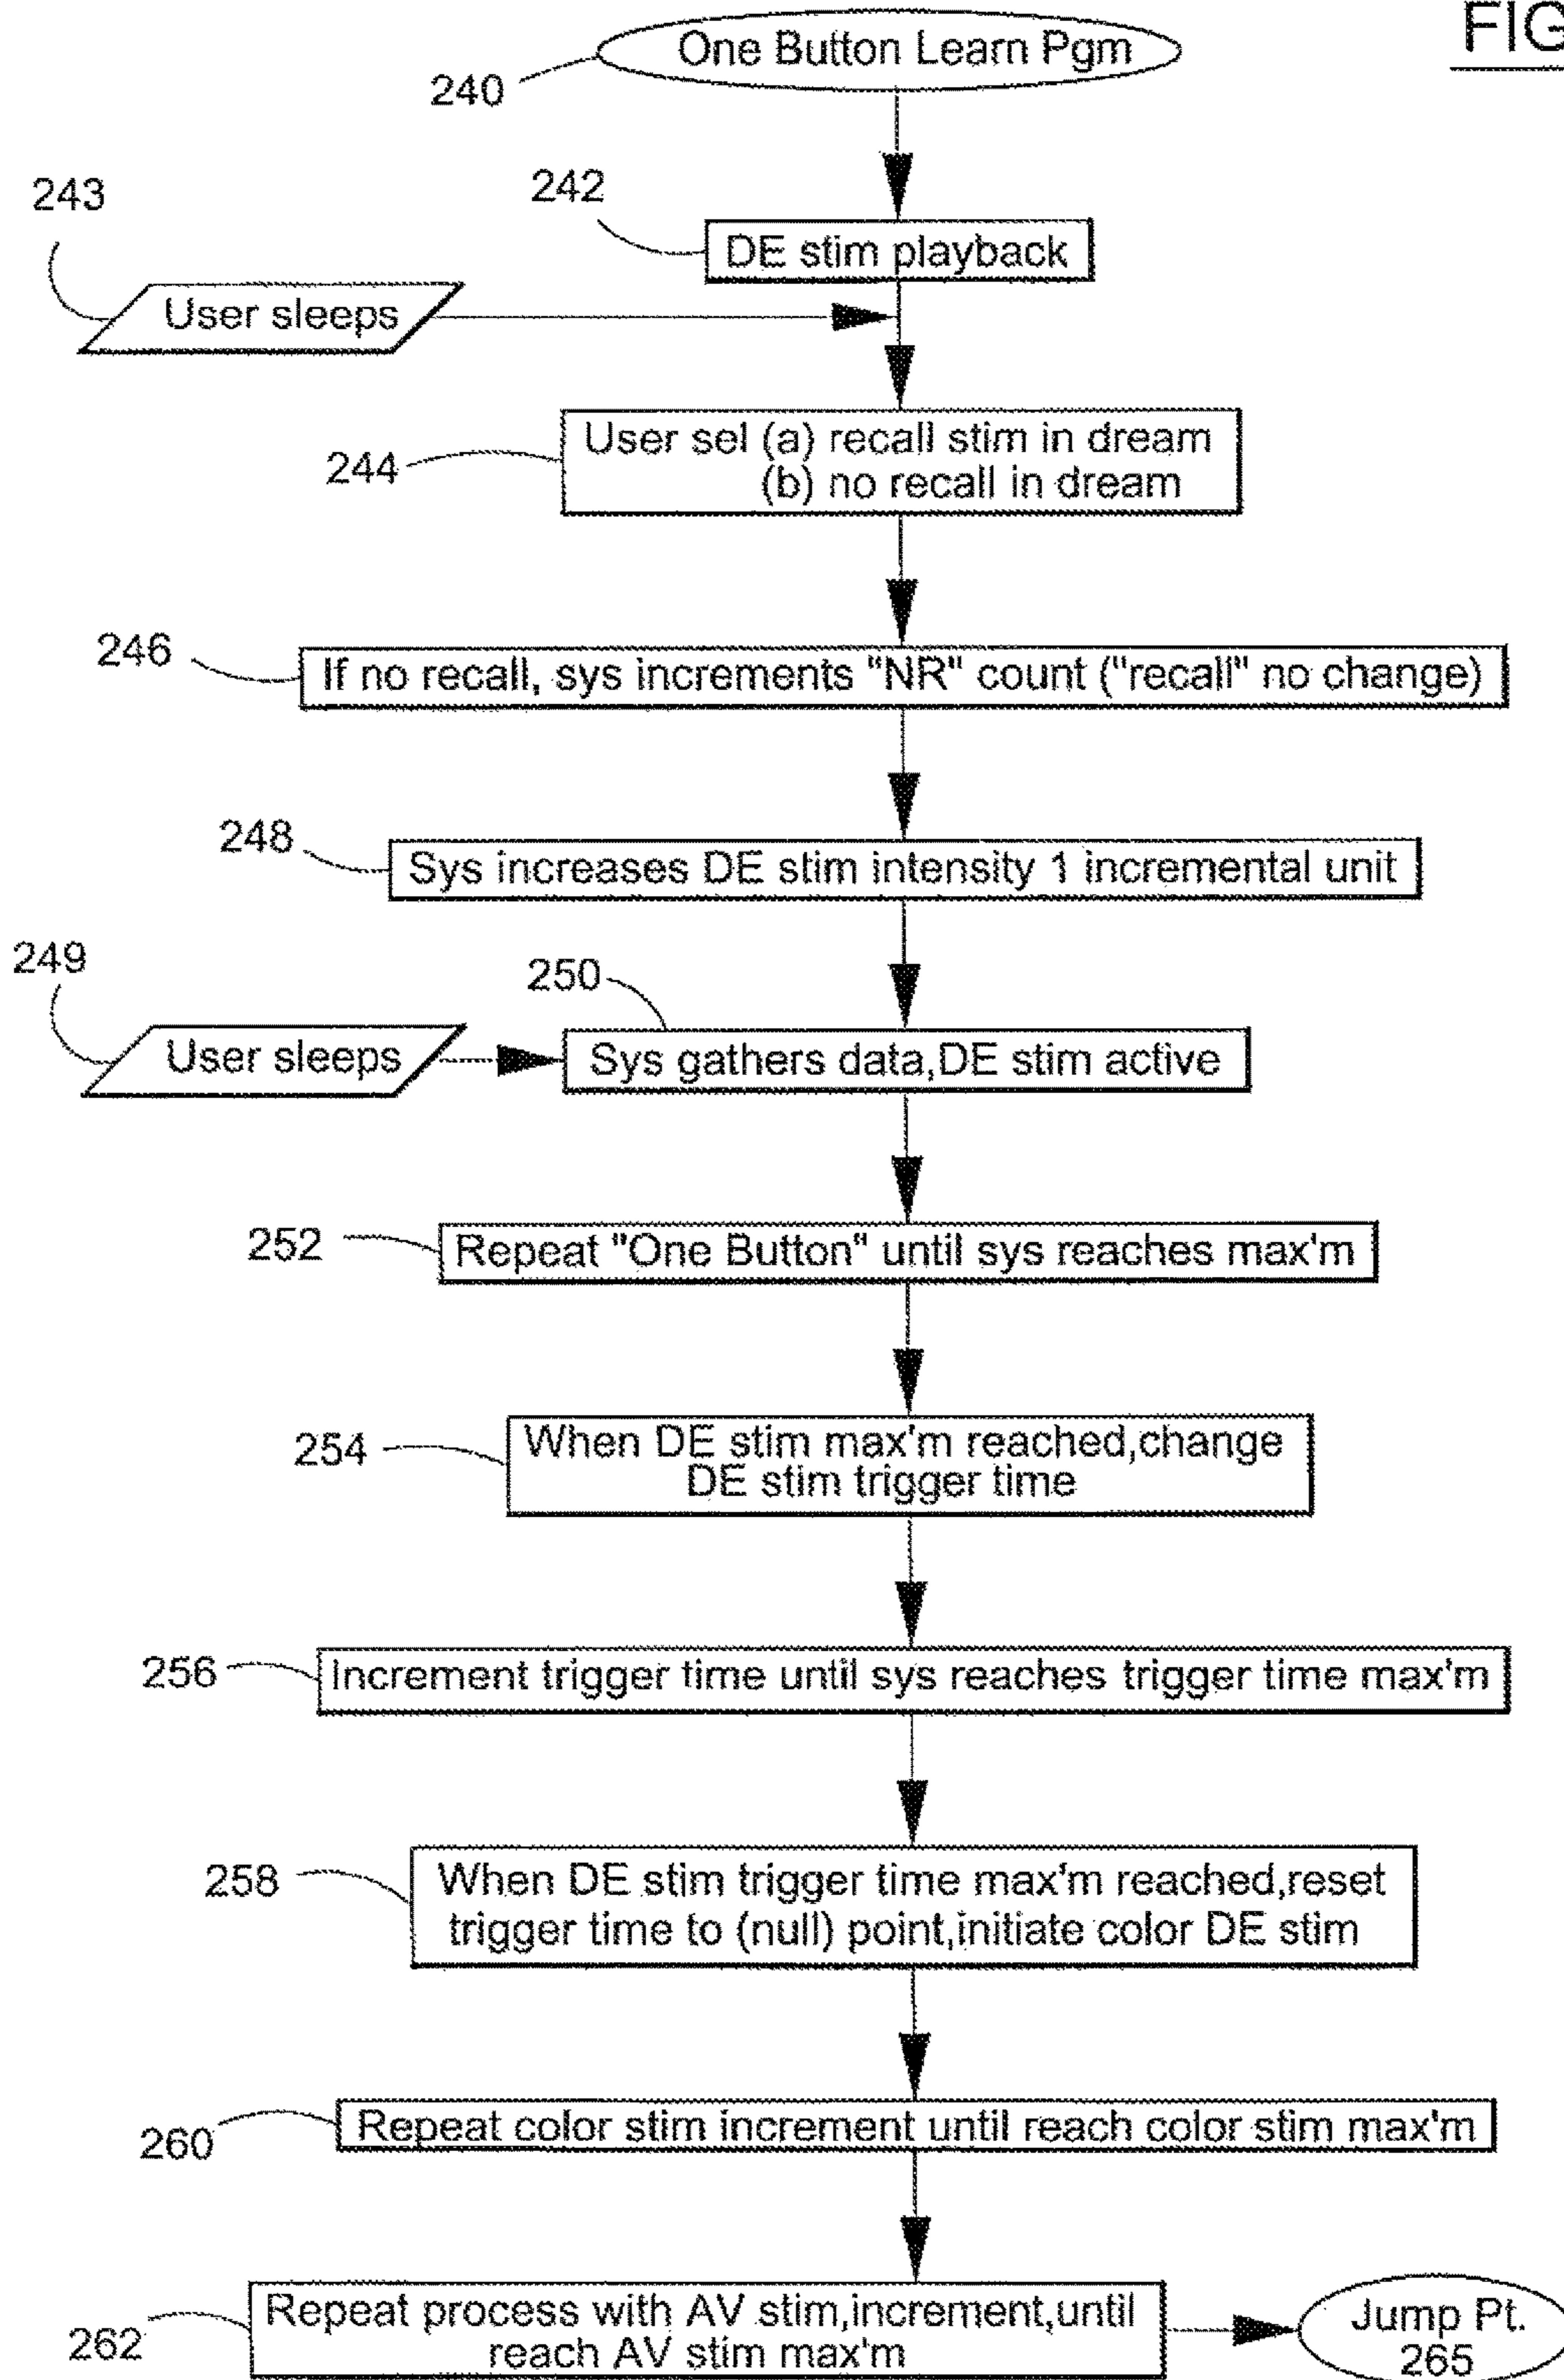 FIG
One Button Learn Pgm
240
242
243
DE stim playback
User sleeps
User sel (a) recall stim in dream
(b) no recall in dream
244
246
If no recall, sys increments "NR" count ("recall" no change)
248
Sys increases DE stim intensity 1 incremental unit
249
250
User sleeps
Sys gathers data,DE stim active
252
Repeat "One Button" until sys reaches max'm
254
When DE stim max'm reached,change
DE stim trigger time
256
Increment trigger time until sys reaches trigger time max'm
258
When DE stim trigger time max'm reached,reset
trigger time to (null) point,initiate color DE stim
260
Repeat color stim increment until reach color stim max'm
262
Repeat process with AV stim,increment,until
reach AV stim max'm
Jump Pt.
265